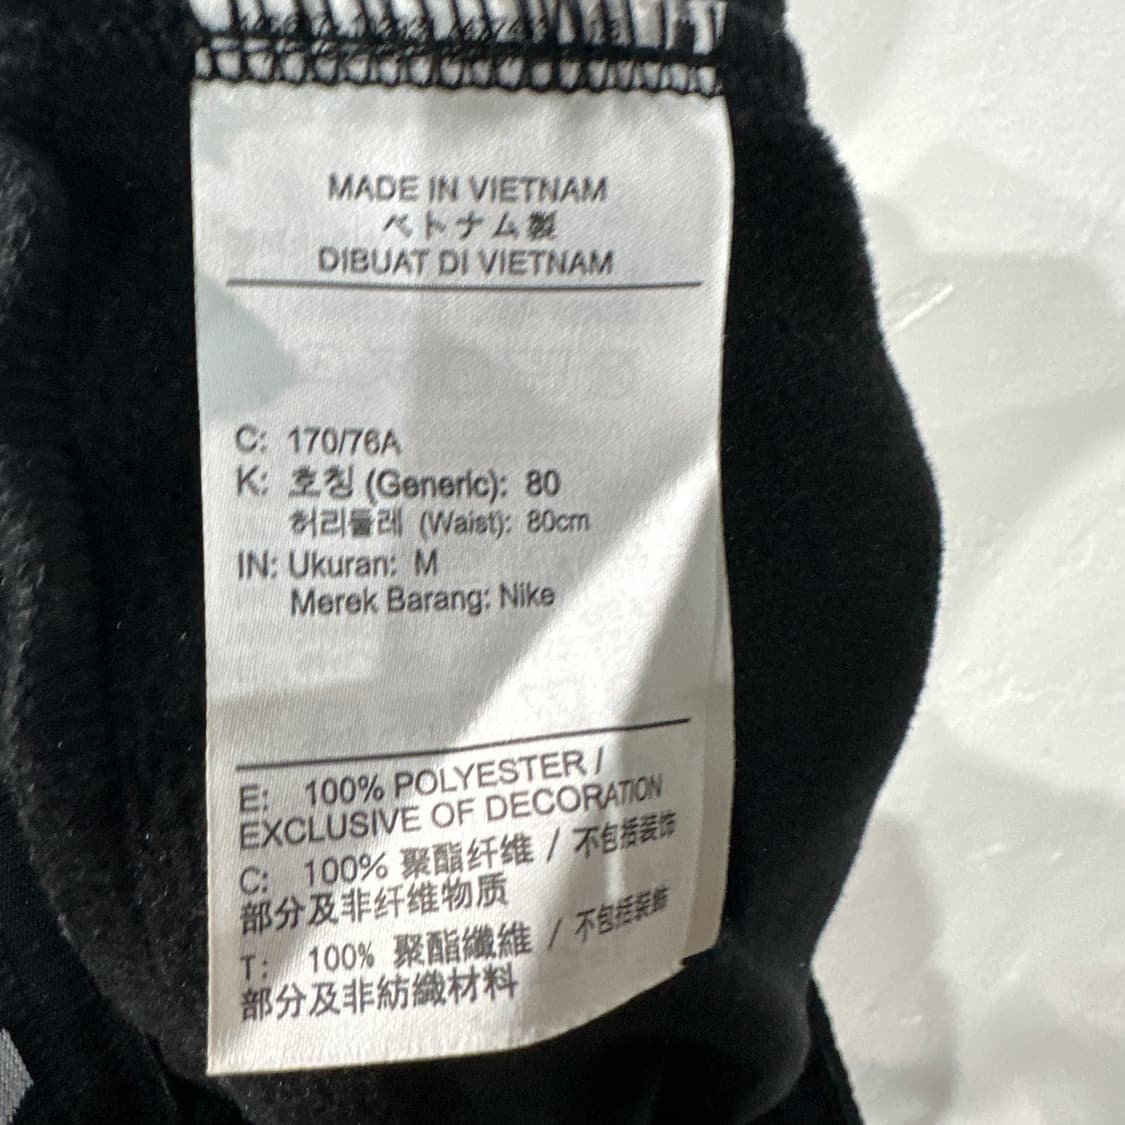 MADE IN VIETNAM
ベトナム製
DIBUAT DI VIETNAM
C: 170/76A
K: 호칭 (Generic): 80
허리둘레 (Waist): 80cm
IN: Ukuran: M
Merek Barang: Nike
E: 100% POLYESTER /
EXCLUSIVE OF DECORATION
C: 100% 聚酯纤维 / 不包括装饰
部分及非纤维物质
T: 100% 聚酯纖維 / 不包括裝飾
部分及非紡織材料